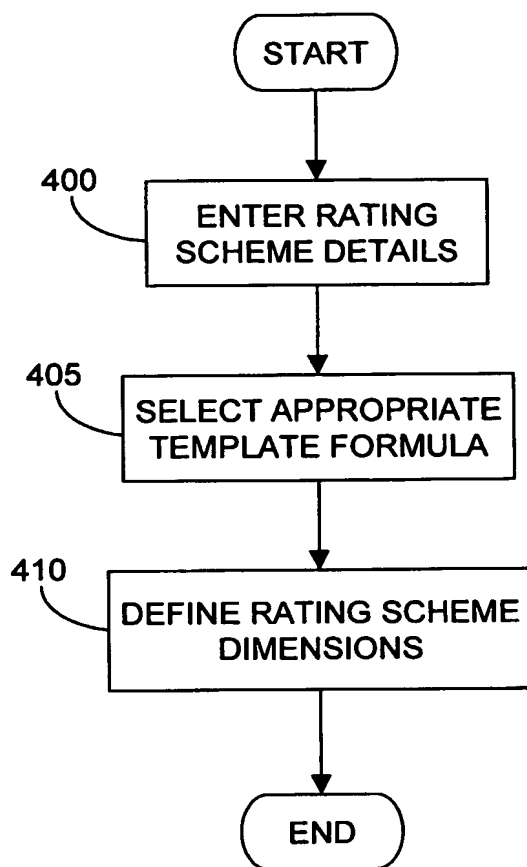 START
400
ENTER RATING
SCHEME DETAILS
405
SELECT APPROPRIATE
TEMPLATE FORMULA
410
DEFINE RATING SCHEME
DIMENSIONS
END